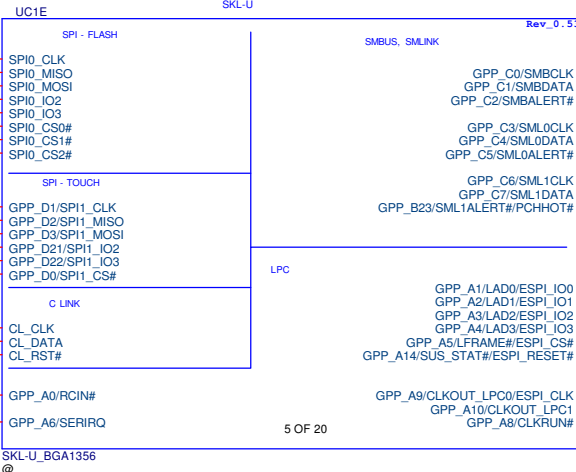 SKL-U
UC1E
Rev_0.53
SPI - FLASH
SMBUS, SMLINK
SPI0_CLK
SPI0_MISO
SPI0_MOSI
SPI0_IO2
SPI0_IO3
SPI0_CS0#
SPI0_CS1#
SPI0_CS2#
GPP_C0/SMBCLK
GPP_C1/SMBDATA
GPP_C2/SMBALERT#
GPP_C3/SML0CLK
GPP_C4/SML0DATA
GPP_C5/SML0ALERT#
GPP_C6/SML1CLK
GPP_C7/SML1DATA
GPP_B23/SML1ALERT#/PCHHOT#
SPI - TOUCH
GPP_D1/SPI1_CLK
GPP_D2/SPI1_MISO
GPP_D3/SPI1_MOSI
GPP_D21/SPI1_IO2
GPP_D22/SPI1_IO3
GPP_D0/SPI1_CS#
LPC
GPP_A1/LAD0/ESPI_IO0
GPP_A2/LAD1/ESPI_IO1
GPP_A3/LAD2/ESPI_IO2
GPP_A4/LAD3/ESPI_IO3
GPP_A5/LFRAME#/ESPI_CS#
GPP_A14/SUS_STAT#/ESPI_RESET#
C LINK
CL_CLK
CL_DATA
CL_RST#
GPP_A0/RCIN#
GPP_A6/SERIRQ
GPP_A9/CLKOUT_LPC0/ESPI_CLK
GPP_A10/CLKOUT_LPC1
GPP_A8/CLKRUN#
5 OF 20
SKL-U_BGA1356
@